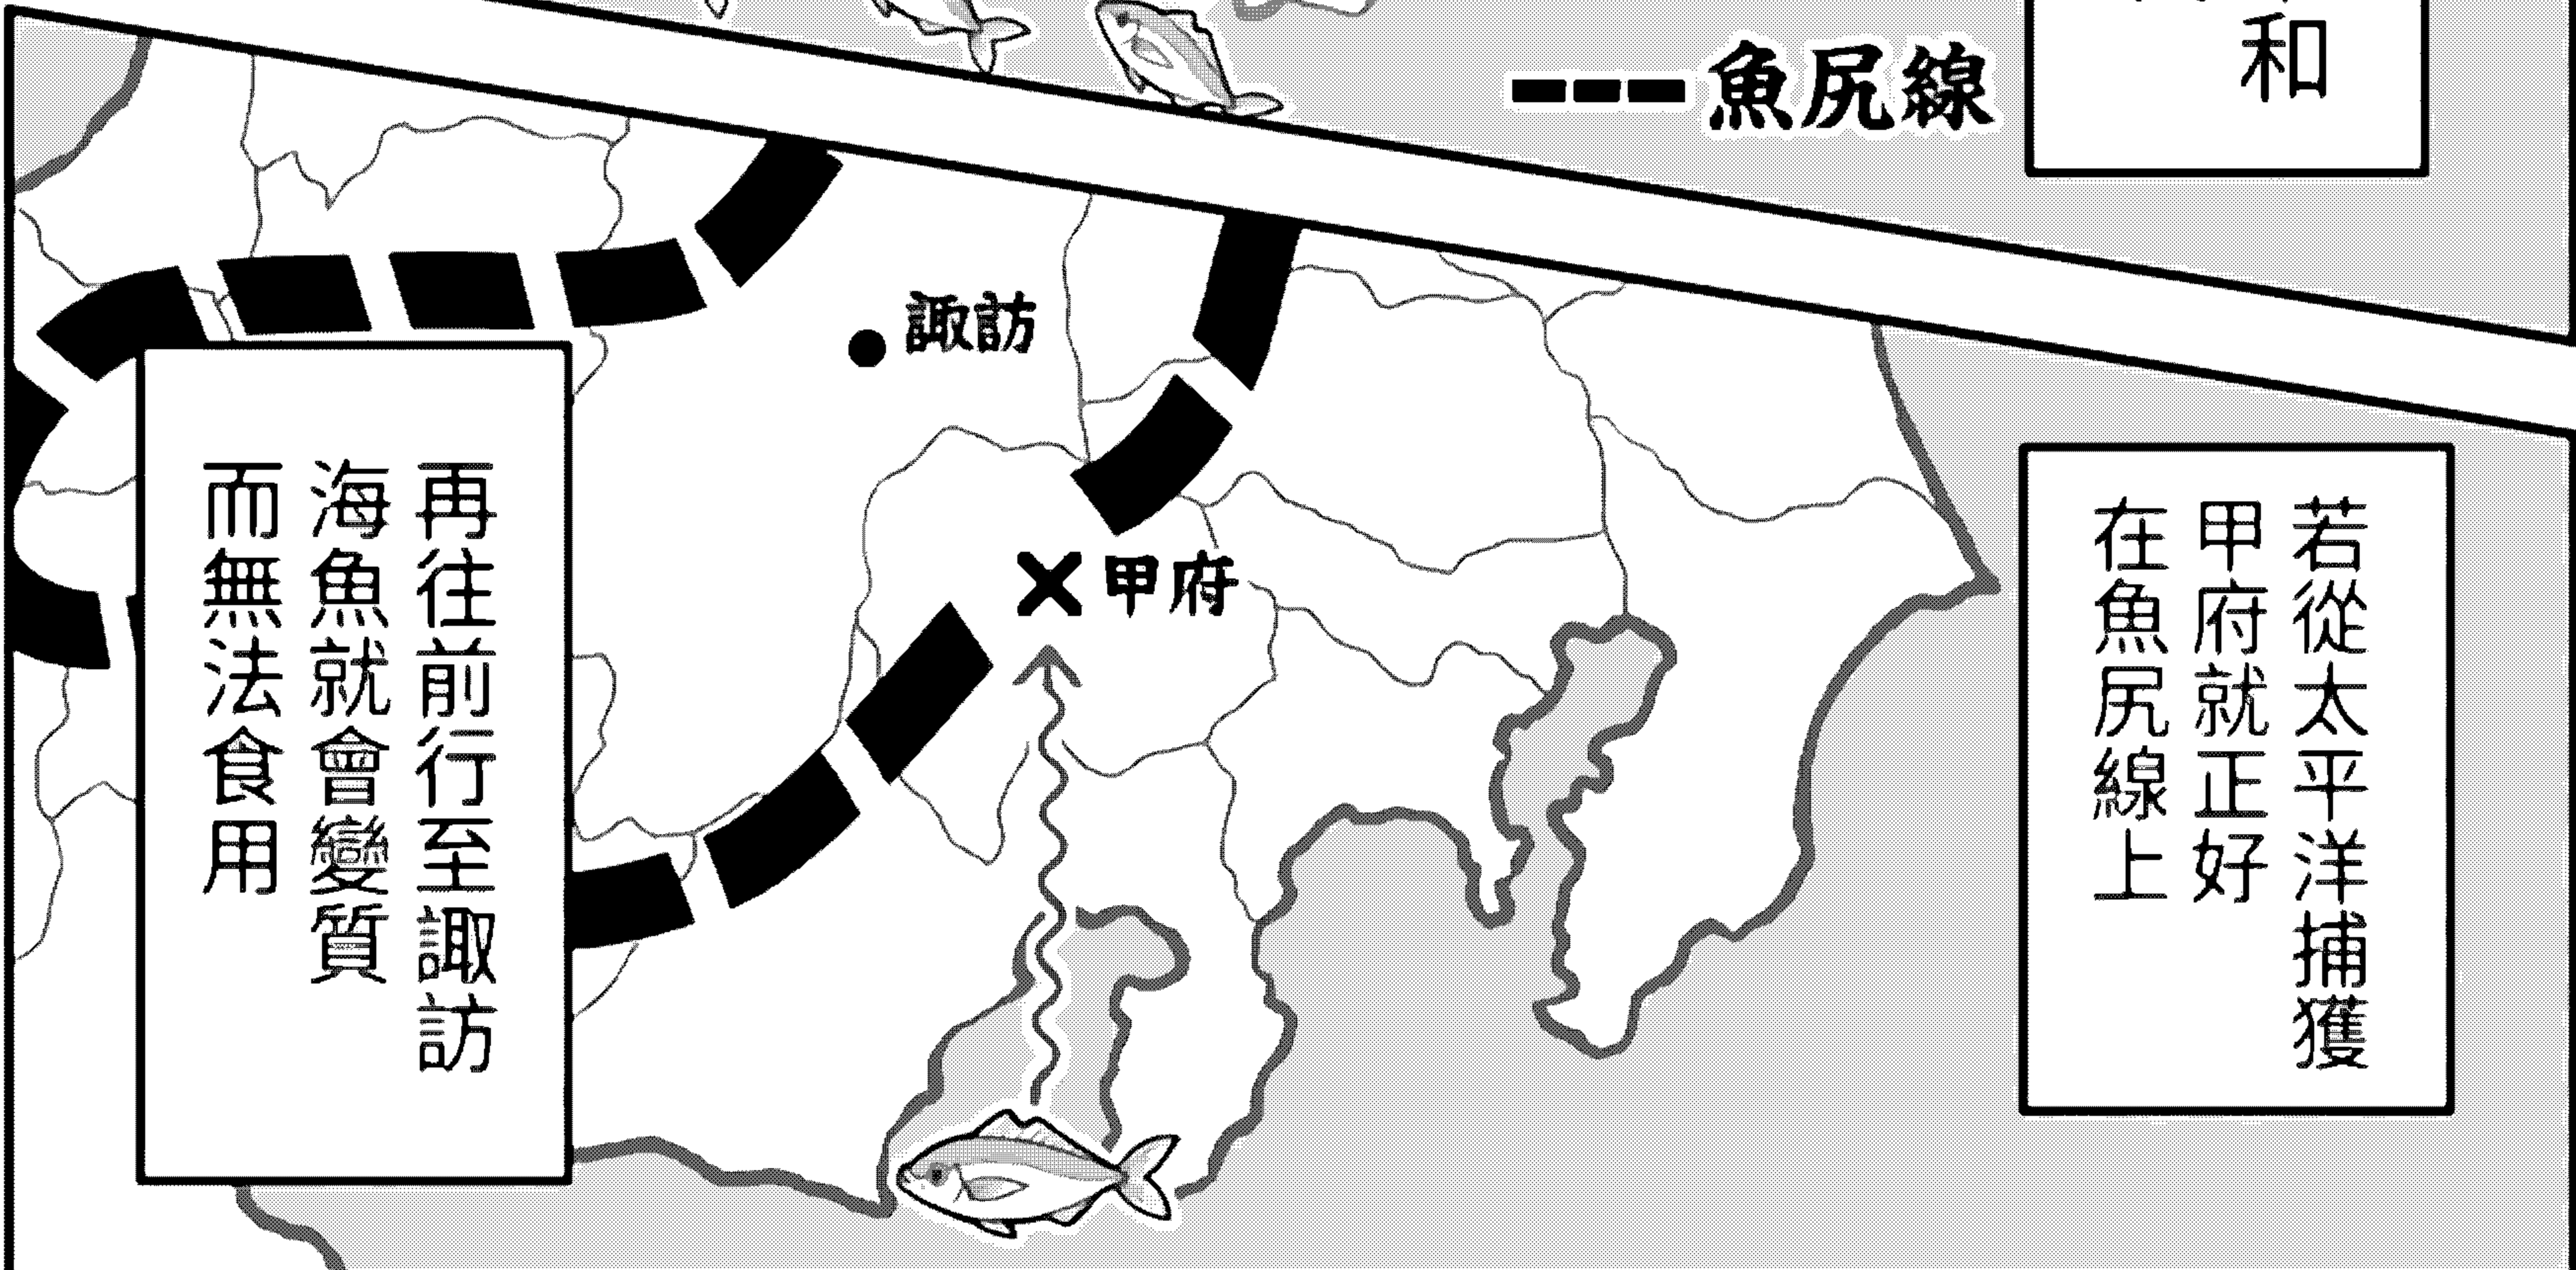 和
魚尻線
若從太平洋捕獲
甲府就正好
在魚尻線上
諏訪
甲府
再往前行至諏訪
海魚就會變質
而無法食用